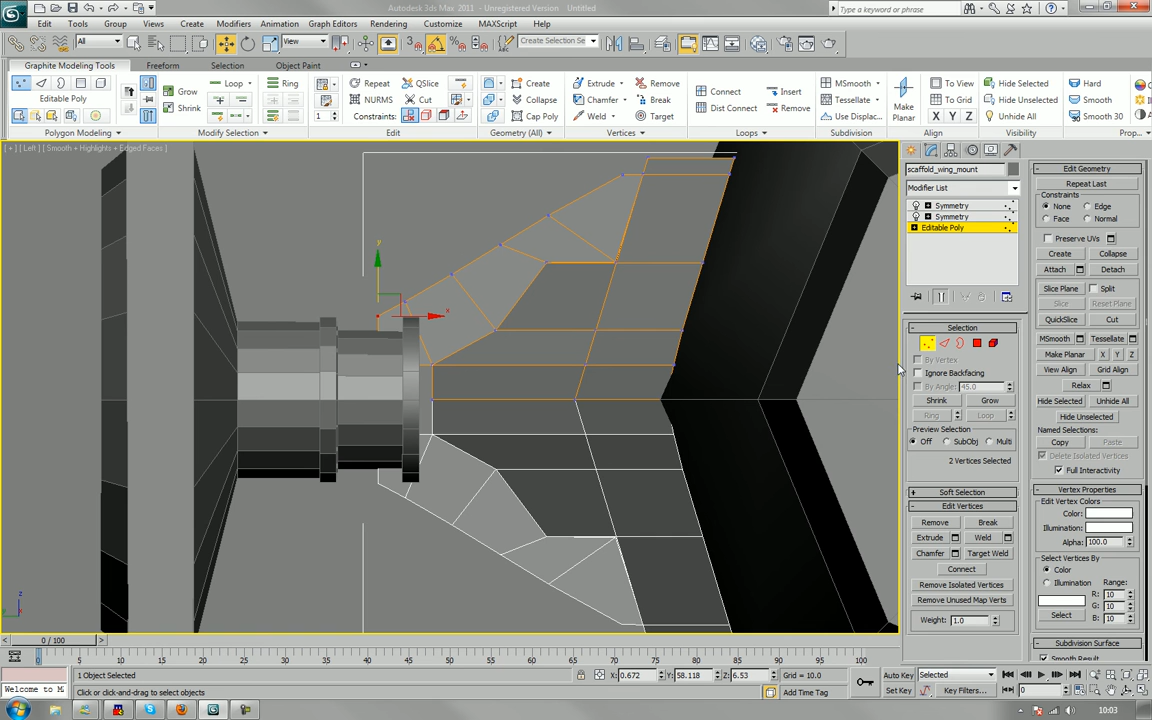 Autodesk 3ds Max 2011 - Unregistered Version Untitled
Type a keyword or phrase
Edit Tools Group Views Create Modifiers Animation Graph Editors Rendering Customize MAXScript Help
All View Create Selection Se
Graphite Modeling Tools Freeform Selection Object Paint
Editable Poly
Polygon Modeling
Grow
Shrink
Loop
Ring
Modify Selection
Repeat QSlice
NURMS Cut
Constraints:
Edit
Create
Collapse
Cap Poly
Geometry (All)
Extrude Remove
Chamfer Break
Weld Target
Vertices
Connect Insert
Dist Connect Remove
Loops
MSmooth
Tessellate
Use Displac...
Subdivision
Make
Planar
To View
To Grid
X Y Z
Align
Hide Selected
Hide Unselected
Unhide All
Visibility
Hard
Smooth
Smooth 30
Prop...
[ + ] [ Left ] [ Smooth + Highlights + Edged Faces ]
y
x
z
scaffold_wing_mount
Modifier List
Symmetry
Symmetry
Editable Poly
Selection
By Vertex
Ignore Backfacing
By Angle: 45.0
Shrink Grow
Ring Loop
Preview Selection
Off SubObj Multi
2 Vertices Selected
Soft Selection
Edit Vertices
Remove Break
Extrude Weld
Chamfer Target Weld
Connect
Remove Isolated Vertices
Remove Unused Map Verts
Weight: 1.0
Edit Geometry
Repeat Last
Constraints
None Edge
Face Normal
Preserve UVs
Create Collapse
Attach Detach
Slice Plane Split
Slice Reset Plane
QuickSlice Cut
MSmooth Tessellate
Make Planar X Y Z
View Align Grid Align
Relax
Hide Selected Unhide All
Hide Unselected
Named Selections:
Copy Paste
Delete Isolated Vertices
Full Interactivity
Vertex Properties
Edit Vertex Colors
Color:
Illumination:
Alpha: 100.0
Select Vertices By
Color
Illumination
Range:
R: 10
G: 10
B: 10
Select
Subdivision Surface
Smooth Result
0 / 100
0 5 10 15 20 25 30 35 40 45 50 55 60 65 70 75 80 85 90 95 100
1 Object Selected
X: 0.672 Y: 58.118 Z: 6.53 Grid = 10.0
Auto Key Selected
Welcome to M
Click or click-and-drag to select objects
Add Time Tag
Set Key Key Filters...
0
10:03